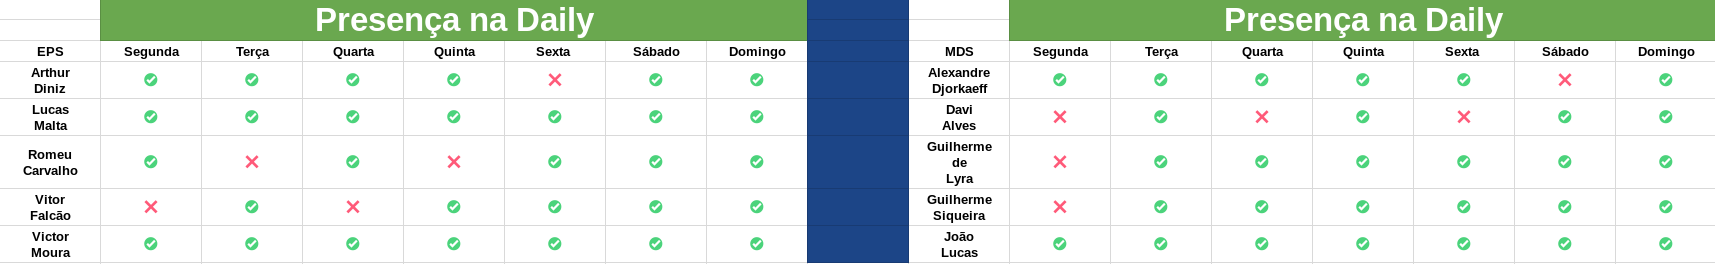 Presença na Daily
EPS Segunda Terça Quarta Quinta Sexta Sábado Domingo
Arthur
Diniz
Lucas
Malta
Romeu
Carvalho
Vitor
Falcão
Victor
Moura
Presença na Daily
MDS Segunda Terça Quarta Quinta Sexta Sábado Domingo
Alexandre
Djorkaeff
Davi
Alves
Guilherme
de
Lyra
Guilherme
Siqueira
João
Lucas